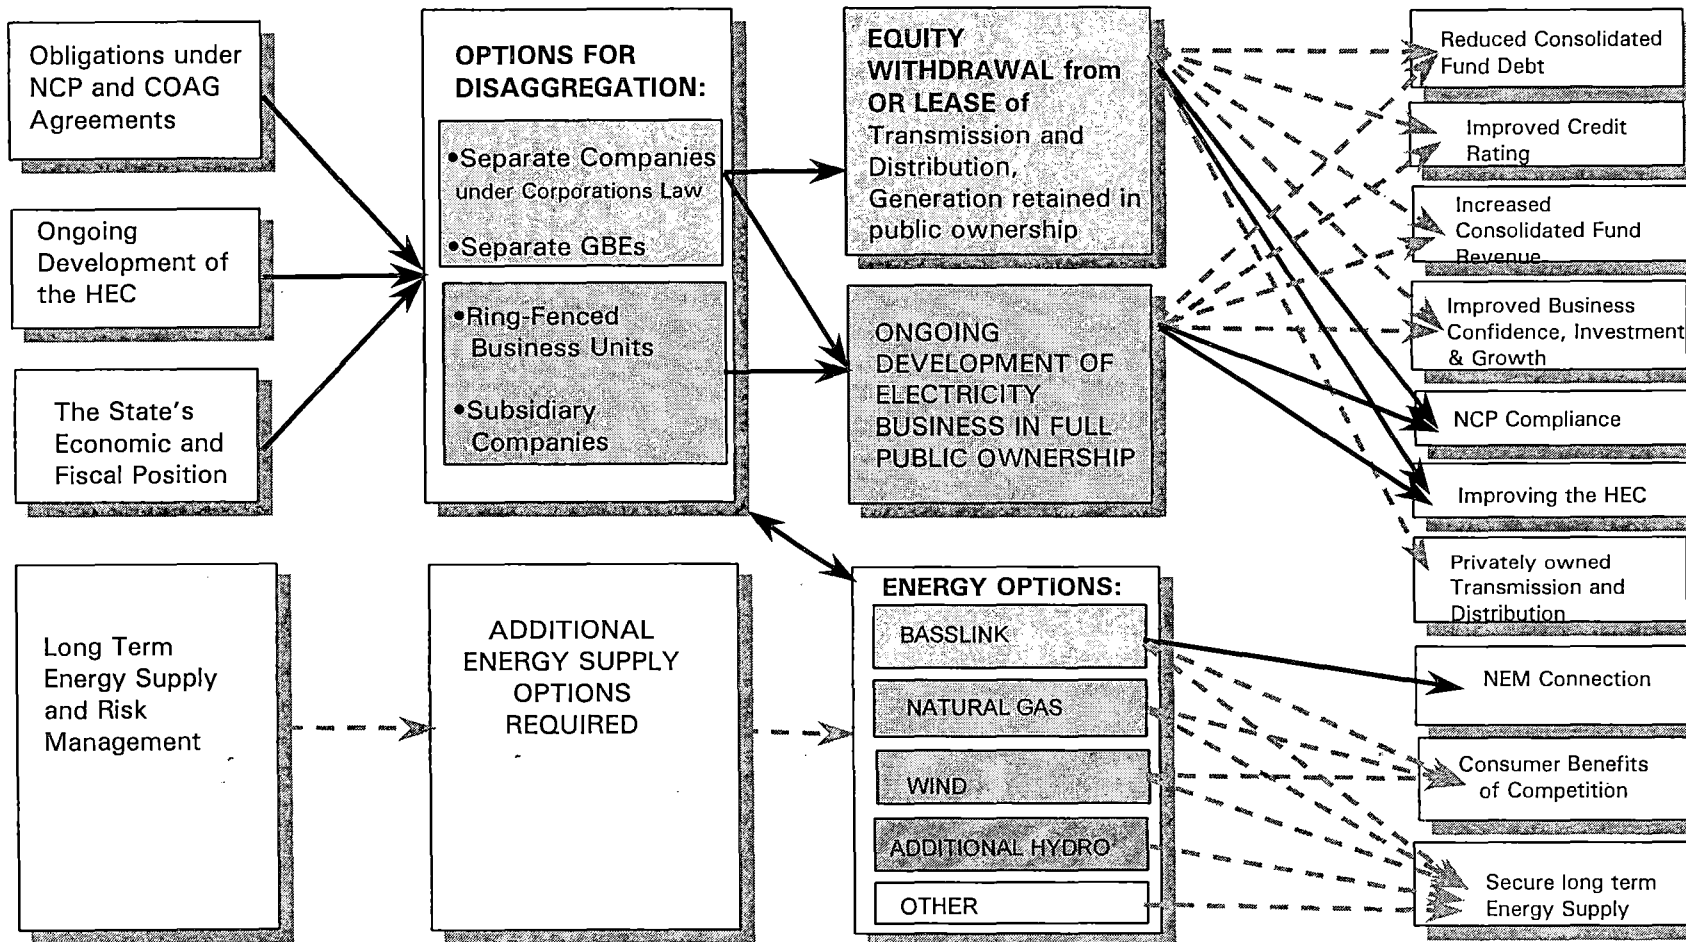 Obligations under
NCP and COAG
Agreements
Ongoing
Development of
the HEC
The State's
Economic and
Fiscal Position
OPTIONS FOR
DISAGGREGATION:
•Separate Companies
under Corporations Law
•Separate GBEs
•Ring-Fenced
Business Units
•Subsidiary
Companies
EQUITY
WITHDRAWAL from
OR LEASE of
Transmission and
Distribution,
Generation retained in
public ownership
ONGOING
DEVELOPMENT OF
ELECTRICITY
BUSINESS IN FULL
PUBLIC OWNERSHIP
Reduced Consolidated
Fund Debt
Improved Credit
Rating
Increased
Consolidated Fund
Revenue
Improved Business
Confidence, Investment
& Growth
NCP Compliance
Improving the HEC
Privately owned
Transmission and
Distribution
Long Term
Energy Supply
and Risk
Management
ADDITIONAL
ENERGY SUPPLY
OPTIONS
REQUIRED
ENERGY OPTIONS:
BASSLINK
NATURAL GAS
WIND
ADDITIONAL HYDRO
OTHER
NEM Connection
Consumer Benefits
of Competition
Secure long term
Energy Supply